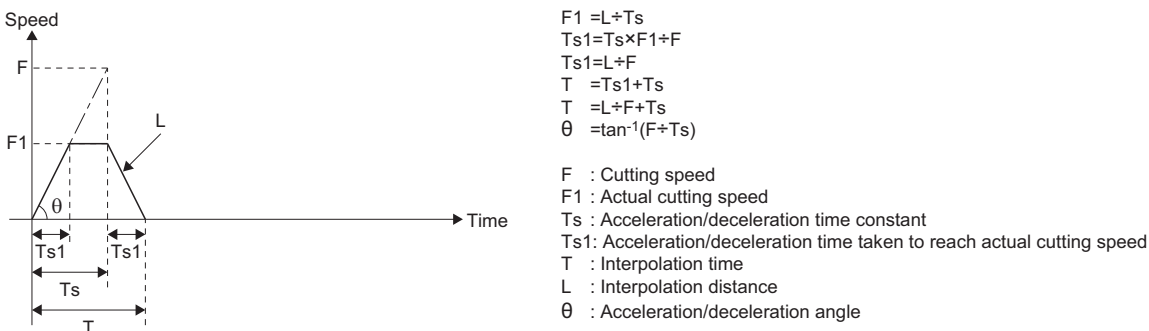 Speed
F
F1
L
θ
Time
Ts1
Ts1
Ts
T
F1 =L÷Ts
Ts1=Ts×F1÷F
Ts1=L÷F
T =Ts1+Ts
T =L÷F+Ts
θ =tan-1(F÷Ts)
F : Cutting speed
F1 : Actual cutting speed
Ts : Acceleration/deceleration time constant
Ts1: Acceleration/deceleration time taken to reach actual cutting speed
T : Interpolation time
L : Interpolation distance
θ : Acceleration/deceleration angle